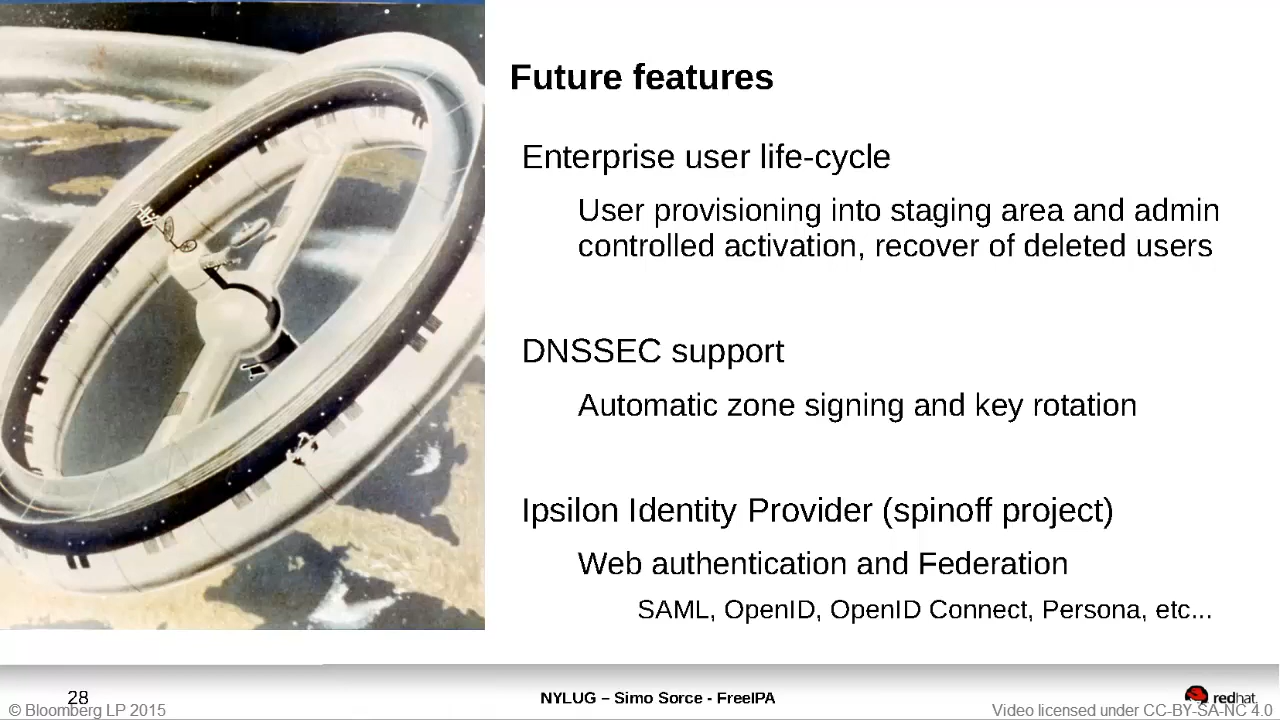 Future features
Enterprise user life-cycle
User provisioning into staging area and admin
controlled activation, recover of deleted users
DNSSEC support
Automatic zone signing and key rotation
Ipsilon Identity Provider (spinoff project)
Web authentication and Federation
SAML, OpenID, OpenID Connect, Persona, etc...
28
NYLUG – Simo Sorce - FreeIPA
redhat
© Bloomberg LP 2015
Video licensed under CC-BY-SA-NC 4.0